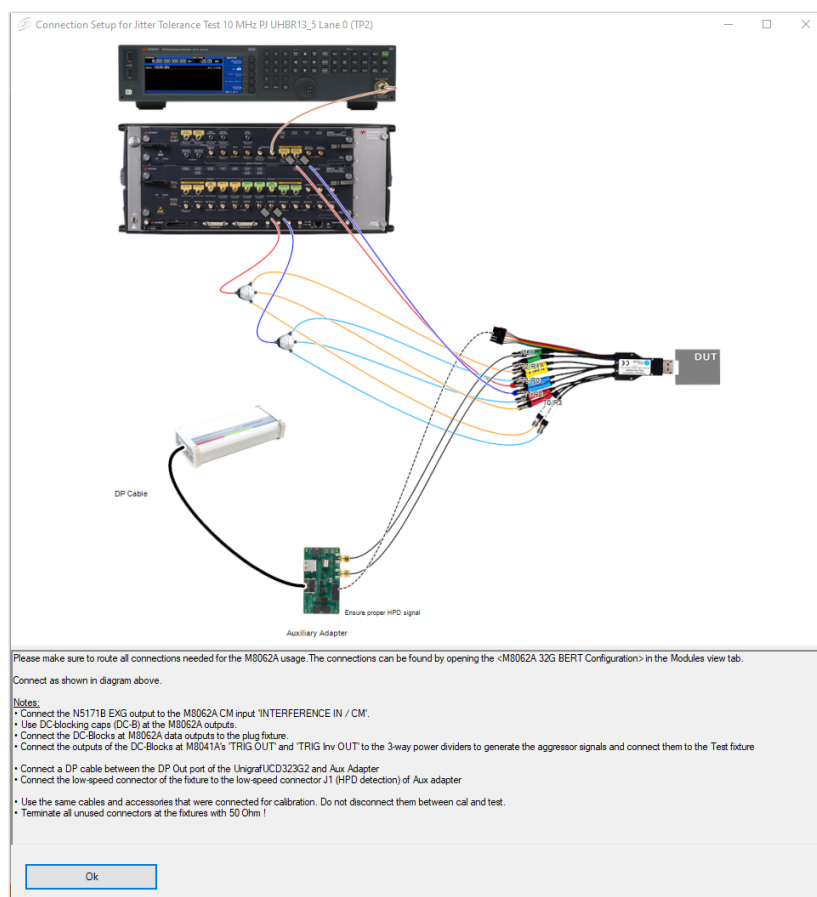 Connection Setup for Jitter Tolerance Test 10 MHz PJ UHBR13_5 Lane 0 (TP2)
DUT
DP Cable
Ensure proper HPD signal
Auxiliary Adapter
Please make sure to route all connections needed for the M8062A usage.The connections can be found by opening the <M8062A 32G BERT Configuration> in the Modules view tab.
Connect as shown in diagram above.
Notes:
• Connect the N5171B EXG output to the M8062A CM input 'INTERFERENCE IN / CM'.
• Use DC-blocking caps (DC-B) at the M8062A outputs.
• Connect the DC-Blocks at M8062A data outputs to the plug fixture.
• Connect the outputs of the DC-Blocks at M8041A's 'TRIG OUT' and 'TRIG Inv OUT' to the 3-way power dividers to generate the aggressor signals and connect them to the Test fixture
• Connect a DP cable between the DP Out port of the UnigrafUCD323G2 and Aux Adapter
• Connect the low-speed connector of the fixture to the low-speed connector J1 (HPD detection) of Aux adapter
• Use the same cables and accessories that were connected for calibration. Do not disconnect them between cal and test.
• Terminate all unused connectors at the fixtures with 50 Ohm !
Ok